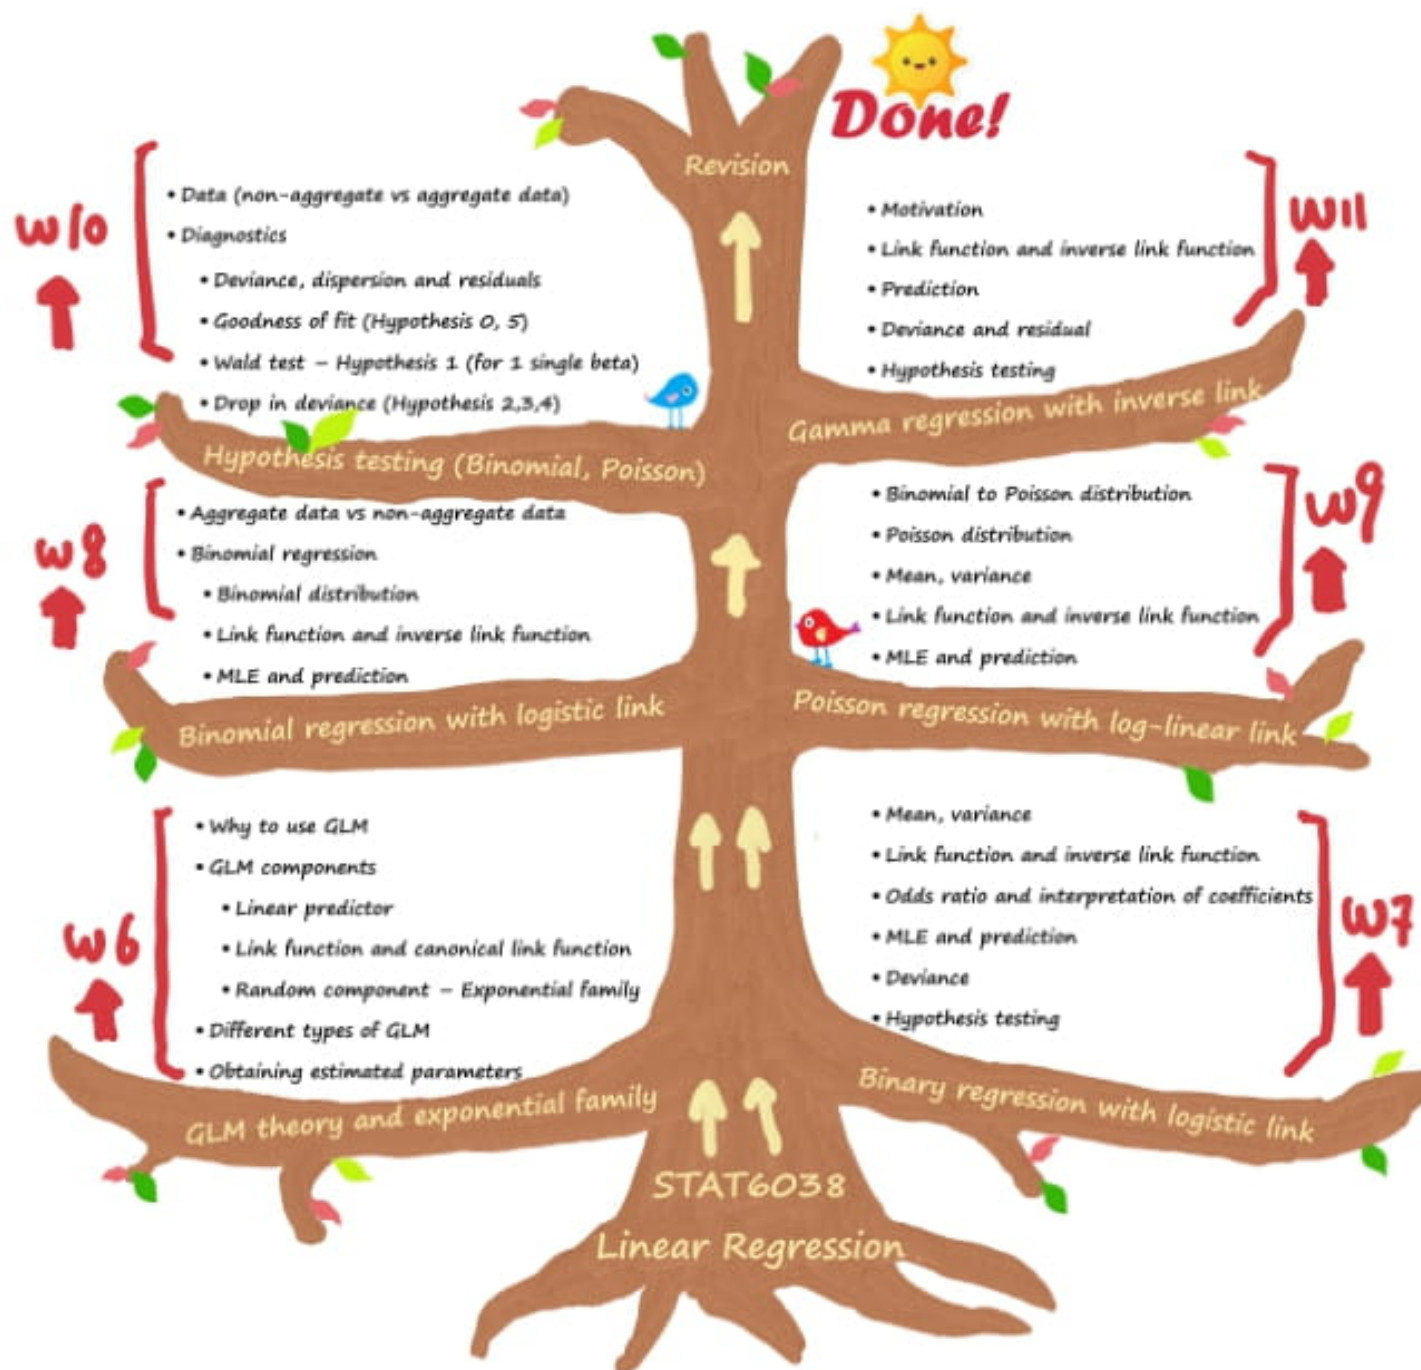 Done!
Revision
W10
• Data (non-aggregate vs aggregate data)
• Diagnostics
• Deviance, dispersion and residuals
• Goodness of fit (Hypothesis 0, 5)
• Wald test – Hypothesis 1 (for 1 single beta)
• Drop in deviance (Hypothesis 2,3,4)
Hypothesis testing (Binomial, Poisson)
W11
• Motivation
• Link function and inverse link function
• Prediction
• Deviance and residual
• Hypothesis testing
Gamma regression with inverse link
W8
• Aggregate data vs non-aggregate data
• Binomial regression
• Binomial distribution
• Link function and inverse link function
• MLE and prediction
Binomial regression with logistic link
W9
• Binomial to Poisson distribution
• Poisson distribution
• Mean, variance
• Link function and inverse link function
• MLE and prediction
Poisson regression with log-linear link
W6
• Why to use GLM
• GLM components
• Linear predictor
• Link function and canonical link function
• Random component – Exponential family
• Different types of GLM
• Obtaining estimated parameters
GLM theory and exponential family
W7
• Mean, variance
• Link function and inverse link function
• Odds ratio and interpretation of coefficients
• MLE and prediction
• Deviance
• Hypothesis testing
Binary regression with logistic link
STAT6038
Linear Regression